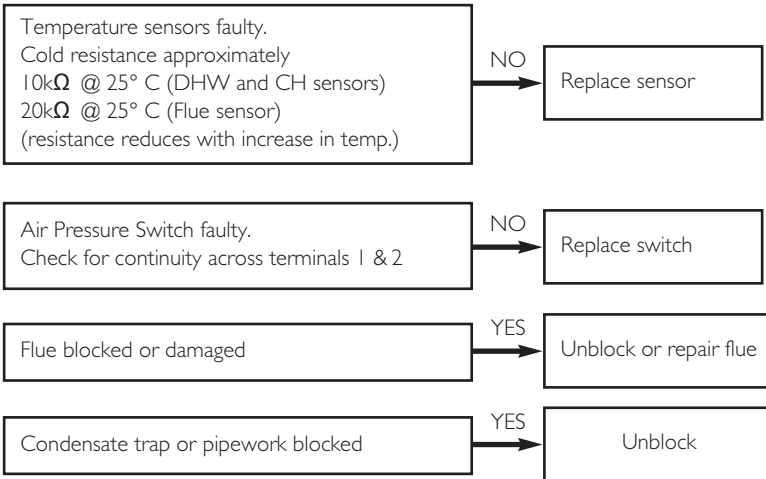 Temperature sensors faulty.
Cold resistance approximately
10kΩ @ 25° C (DHW and CH sensors)
20kΩ @ 25° C (Flue sensor)
(resistance reduces with increase in temp.)
NO
Replace sensor
Air Pressure Switch faulty.
Check for continuity across terminals 1 & 2
NO
Replace switch
Flue blocked or damaged
YES
Unblock or repair flue
Condensate trap or pipework blocked
YES
Unblock